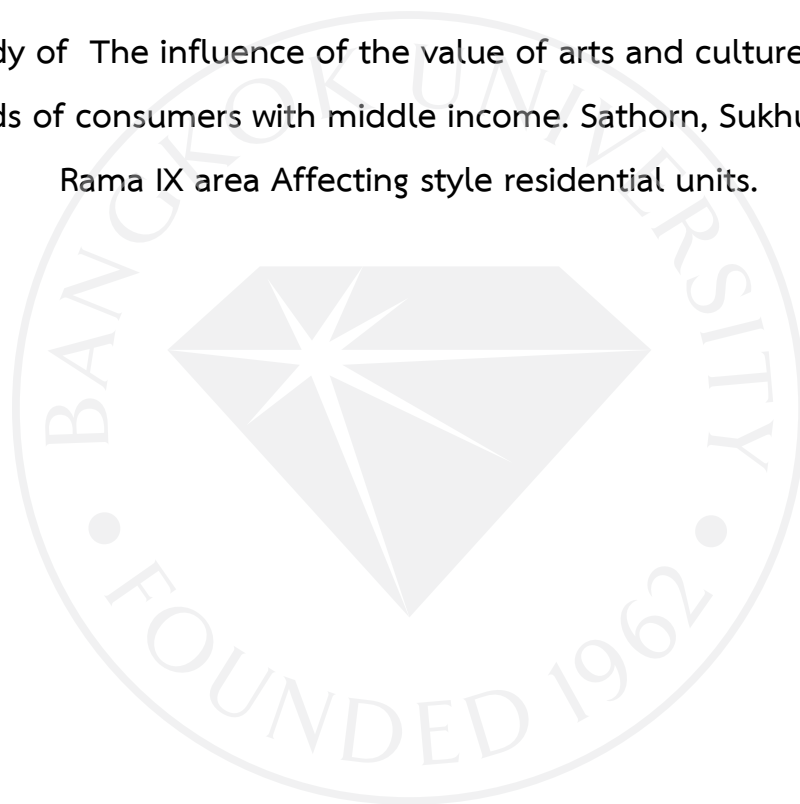 dy of The influence of the value of arts and culture
ds of consumers with middle income. Sathorn, Sukhu
Rama IX area Affecting style residential units.
BANGKOK UNIVERSITY
• FOUNDED 1962 •